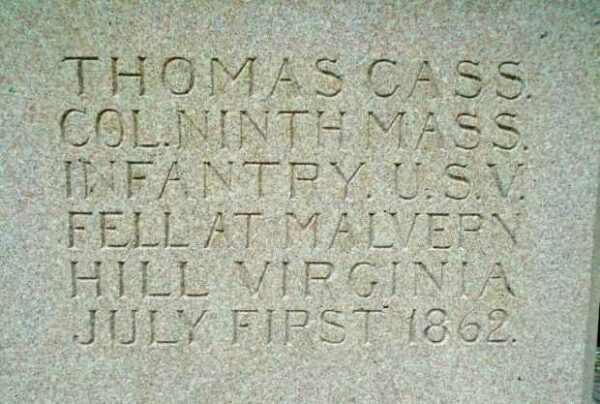 THOMAS CASS.
COL. NINTH MASS.
INFANTRY. U.S.V.
FELL AT MALVERN
HILL VIRGINIA
JULY FIRST 1862.